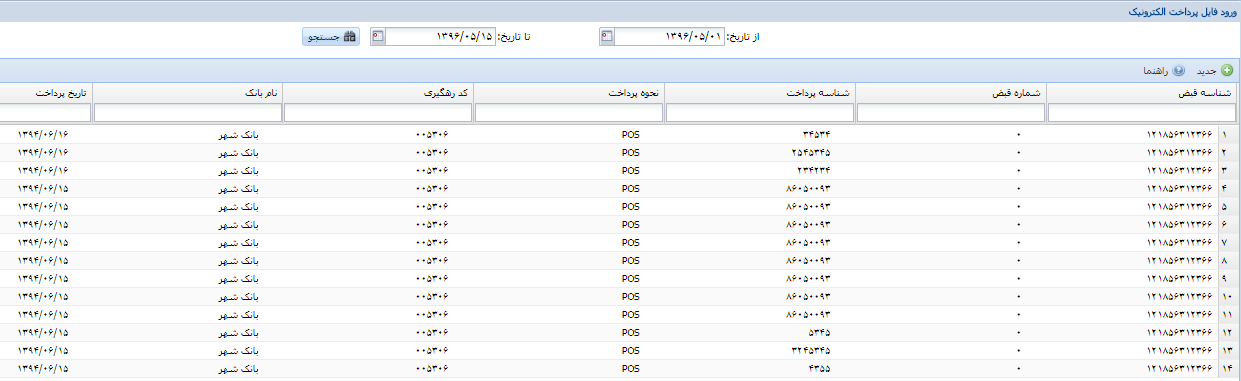 ورود فایل پرداخت الکترونیک
از تاریخ: ۱۳۹۶/۰۵/۰۱ تا تاریخ: ۱۳۹۶/۰۵/۱۵ جستجو
جدید راهنما
شناسه قبض شماره قبض شناسه پرداخت نحوه پرداخت کد رهگیری نام بانک تاریخ پرداخت
۱ ۱۲۱۸۵۶۳۱۲۳۶۶ ۰ ۳۴۵۳۴ POS ۰۰۵۳۰۶ بانک شهر ۱۳۹۴/۰۶/۱۶
۲ ۱۲۱۸۵۶۳۱۲۳۶۶ ۰ ۲۵۴۵۳۴۵ POS ۰۰۵۳۰۶ بانک شهر ۱۳۹۴/۰۶/۱۶
۳ ۱۲۱۸۵۶۳۱۲۳۶۶ ۰ ۲۳۴۲۳۴ POS ۰۰۵۳۰۶ بانک شهر ۱۳۹۴/۰۶/۱۶
۴ ۱۲۱۸۵۶۳۱۲۳۶۶ ۰ ۸۶۰۵۰۰۹۳ POS ۰۰۵۳۰۶ بانک شهر ۱۳۹۴/۰۶/۱۵
۵ ۱۲۱۸۵۶۳۱۲۳۶۶ ۰ ۸۶۰۵۰۰۹۳ POS ۰۰۵۳۰۶ بانک شهر ۱۳۹۴/۰۶/۱۵
۶ ۱۲۱۸۵۶۳۱۲۳۶۶ ۰ ۸۶۰۵۰۰۹۳ POS ۰۰۵۳۰۶ بانک شهر ۱۳۹۴/۰۶/۱۵
۷ ۱۲۱۸۵۶۳۱۲۳۶۶ ۰ ۸۶۰۵۰۰۹۳ POS ۰۰۵۳۰۶ بانک شهر ۱۳۹۴/۰۶/۱۵
۸ ۱۲۱۸۵۶۳۱۲۳۶۶ ۰ ۸۶۰۵۰۰۹۳ POS ۰۰۵۳۰۶ بانک شهر ۱۳۹۴/۰۶/۱۵
۹ ۱۲۱۸۵۶۳۱۲۳۶۶ ۰ ۸۶۰۵۰۰۹۳ POS ۰۰۵۳۰۶ بانک شهر ۱۳۹۴/۰۶/۱۵
۱۰ ۱۲۱۸۵۶۳۱۲۳۶۶ ۰ ۸۶۰۵۰۰۹۳ POS ۰۰۵۳۰۶ بانک شهر ۱۳۹۴/۰۶/۱۵
۱۱ ۱۲۱۸۵۶۳۱۲۳۶۶ ۰ ۸۶۰۵۰۰۹۳ POS ۰۰۵۳۰۶ بانک شهر ۱۳۹۴/۰۶/۱۵
۱۲ ۱۲۱۸۵۶۳۱۲۳۶۶ ۰ ۵۳۴۵ POS ۰۰۵۳۰۶ بانک شهر ۱۳۹۴/۰۶/۱۵
۱۳ ۱۲۱۸۵۶۳۱۲۳۶۶ ۰ ۳۲۴۵۳۴۵ POS ۰۰۵۳۰۶ بانک شهر ۱۳۹۴/۰۶/۱۵
۱۴ ۱۲۱۸۵۶۳۱۲۳۶۶ ۰ ۴۳۵۵ POS ۰۰۵۳۰۶ بانک شهر ۱۳۹۴/۰۶/۱۵